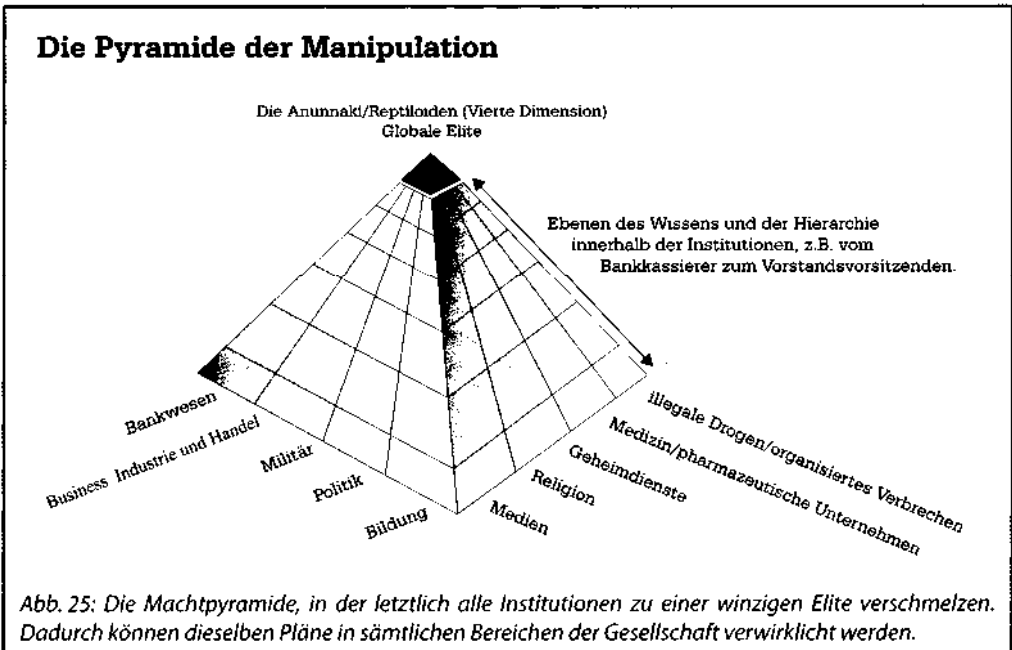 Die Pyramide der Manipulation
Die Anunnaki/Reptiloiden (Vierte Dimension)
Globale Elite
Ebenen des Wissens und der Hierarchie
innerhalb der Institutionen, z.B. vom
Bankkassierer zum Vorstandsvorsitzenden.
Bankwesen
Business Industrie und Handel
Militär
Politik
Bildung
Medien
Religion
Geheimdienste
Medizin/pharmazeutische Unternehmen
illegale Drogen/organisiertes Verbrechen
Abb. 25: Die Machtpyramide, in der letztlich alle Institutionen zu einer winzigen Elite verschmelzen.
Dadurch können dieselben Pläne in sämtlichen Bereichen der Gesellschaft verwirklicht werden.